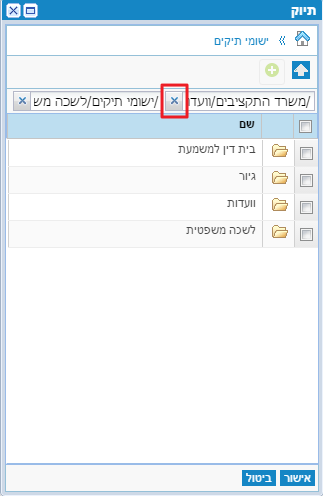 תיוק
ישומי תיקים
/משרד התקציבים/וועדו /ישומי תיקים/לשכה מש
שם
בית דין למשמעת
גיור
וועדות
לשכה משפטית
אישור ביטול